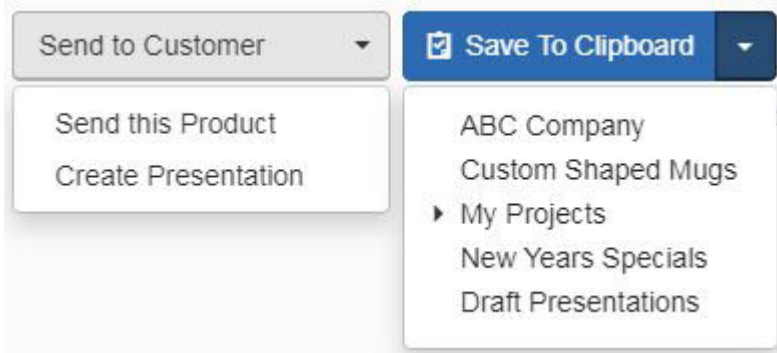 Send to Customer
Send this Product
Create Presentation
Save To Clipboard
ABC Company
Custom Shaped Mugs
My Projects
New Years Specials
Draft Presentations